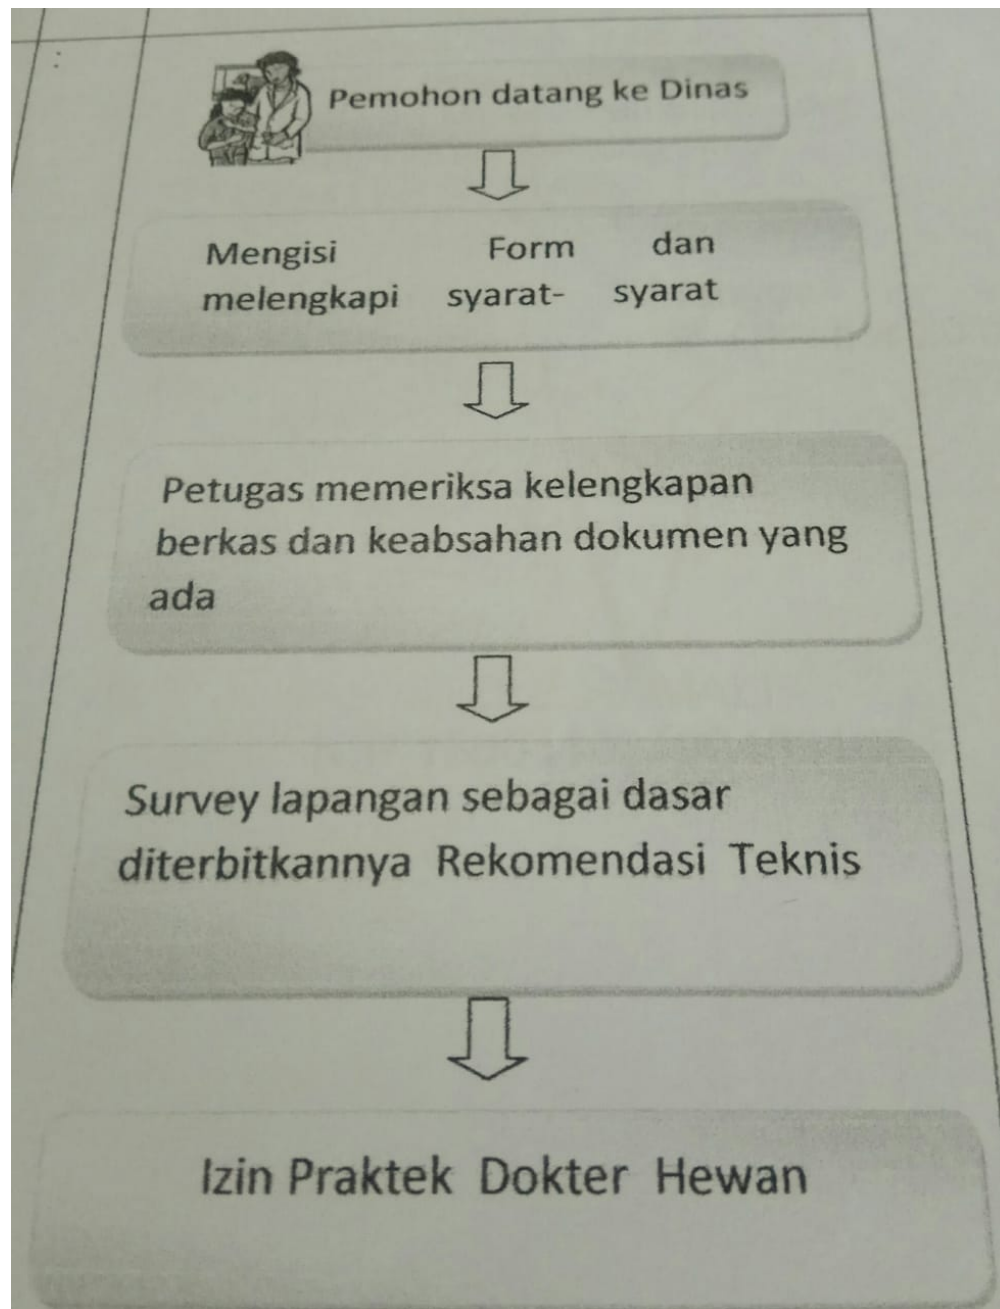 Pemohon datang ke Dinas
Mengisi Form dan
melengkapi syarat- syarat
Petugas memeriksa kelengkapan
berkas dan keabsahan dokumen yang
ada
Survey lapangan sebagai dasar
diterbitkannya Rekomendasi Teknis
Izin Praktek Dokter Hewan